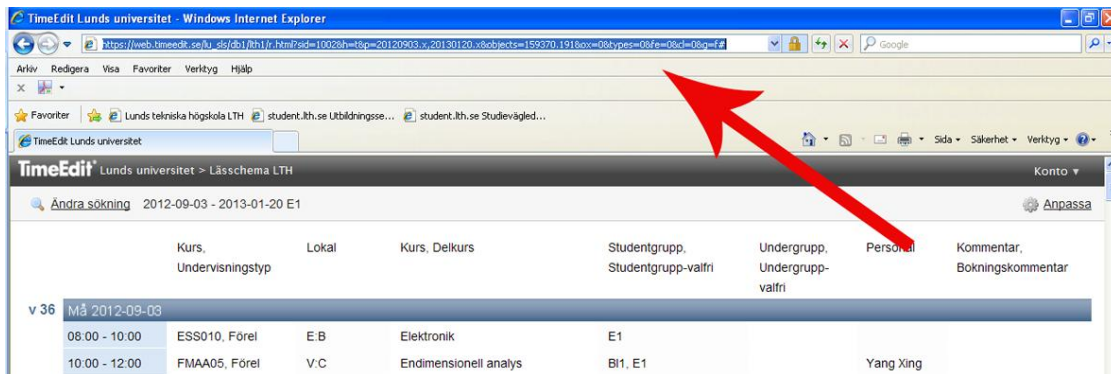 TimeEdit Lunds universitet - Windows Internet Explorer
https://web.timeedit.se/lu_sls/db1/lth1/r.html?sid=1002&h=t&p=20120903.x,20130120.x&objects=159370.191&ox=0&types=0&fe=0&cl=0&g=f#
Google
Arkiv Redigera Visa Favoriter Verktyg Hjälp
x
Favoriter Lunds tekniska högskola LTH student.lth.se Utbildningsse... student.lth.se Studievägled...
TimeEdit Lunds universitet Sida Säkerhet Verktyg
TimeEdit Lunds universitet > Lässchema LTH Konto
Ändra sökning 2012-09-03 - 2013-01-20 E1 Anpassa
Kurs, Lokal Kurs, Delkurs Studentgrupp, Undergrupp, Personal Kommentar,
Undervisningstyp Studentgrupp-valfri Undergrupp- Bokningskommentar
valfri
v 36 Må 2012-09-03
08:00 - 10:00 ESS010, Förel E:B Elektronik E1
10:00 - 12:00 FMAA05, Förel V:C Endimensionell analys BI1, E1 Yang Xing